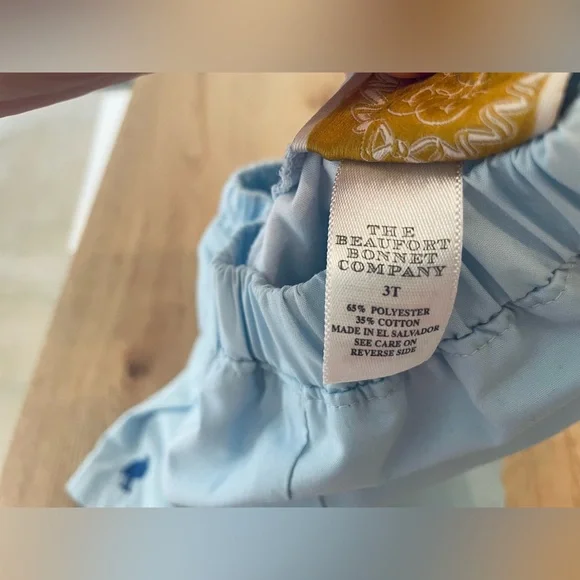 THE
BEAUFORT
BONNET
COMPANY
3T
65% POLYESTER
35% COTTON
MADE IN EL SALVADOR
SEE CARE ON
REVERSE SIDE